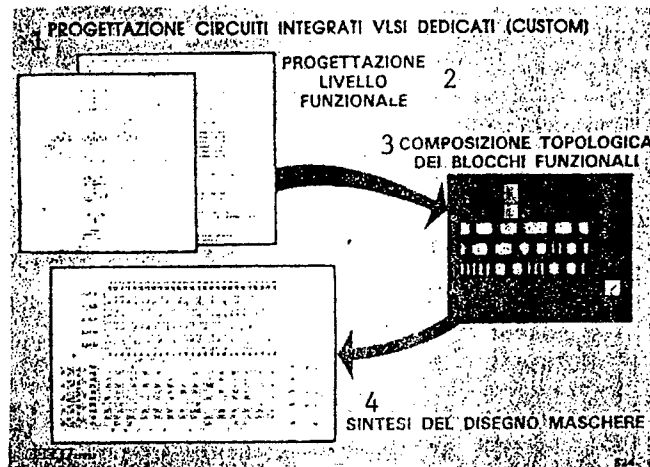 1 PROGETTAZIONE CIRCUITI INTEGRATI VLSI DEDICATI (CUSTOM)
PROGETTAZIONE
LIVELLO
FUNZIONALE
2
3 COMPOSIZIONE TOPOLOGICA
DEI BLOCCHI FUNZIONALI
4
SINTESI DEL DISEGNO MASCHERE